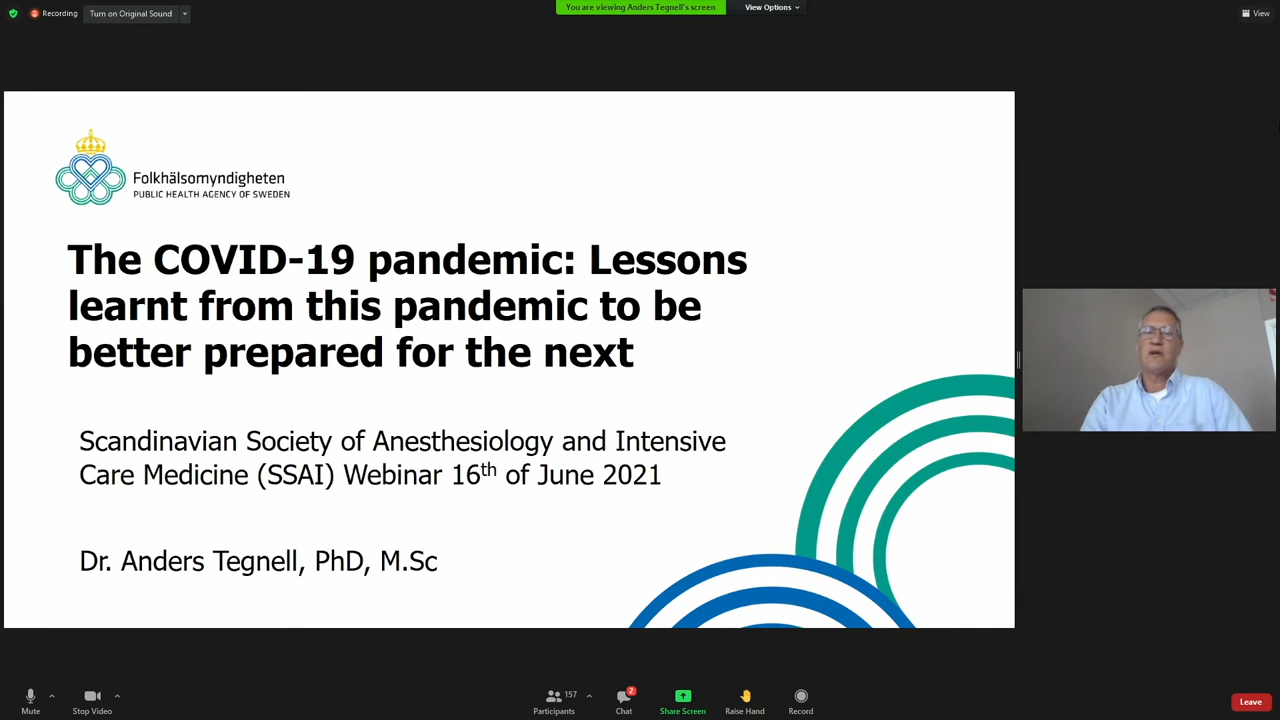 Recording
Turn on Original Sound
You are viewing Anders Tegnell's screen
View Options
View
Folkhälsomyndigheten
PUBLIC HEALTH AGENCY OF SWEDEN
The COVID-19 pandemic: Lessons
learnt from this pandemic to be
better prepared for the next
Scandinavian Society of Anesthesiology and Intensive
Care Medicine (SSAI) Webinar 16th of June 2021
Dr. Anders Tegnell, PhD, M.Sc
Mute
Stop Video
157
Participants
2
Chat
Share Screen
Raise Hand
Record
Leave